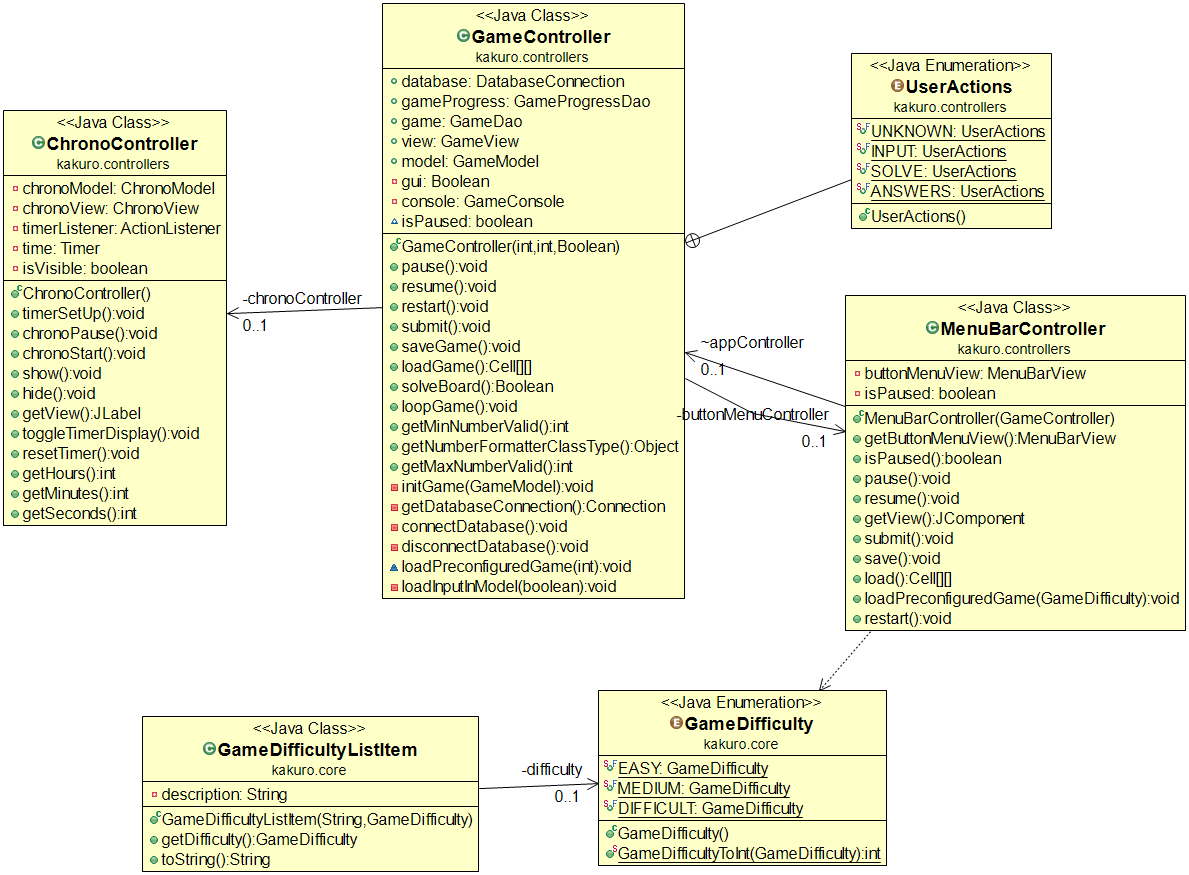 <<Java Class>>
GameController
kakuro.controllers
database: DatabaseConnection
gameProgress: GameProgressDao
game: GameDao
view: GameView
model: GameModel
gui: Boolean
console: GameConsole
isPaused: boolean
GameController(int,int,Boolean)
pause():void
resume():void
restart():void
submit():void
saveGame():void
loadGame():Cell[][]
solveBoard():Boolean
loopGame():void
getMinNumberValid():int
getNumberFormatterClassType():Object
getMaxNumberValid():int
initGame(GameModel):void
getDatabaseConnection():Connection
connectDatabase():void
disconnectDatabase():void
loadPreconfiguredGame(int):void
loadInputInModel(boolean):void
<<Java Class>>
ChronoController
kakuro.controllers
chronoModel: ChronoModel
chronoView: ChronoView
timerListener: ActionListener
time: Timer
isVisible: boolean
ChronoController()
timerSetUp():void
chronoPause():void
chronoStart():void
show():void
hide():void
getView():JLabel
toggleTimerDisplay():void
resetTimer():void
getHours():int
getMinutes():int
getSeconds():int
-chronoController
0..1
<<Java Enumeration>>
UserActions
kakuro.controllers
UNKNOWN: UserActions
INPUT: UserActions
SOLVE: UserActions
ANSWERS: UserActions
UserActions()
~appController
0..1
-buttonMenuController
0..1
<<Java Class>>
MenuBarController
kakuro.controllers
buttonMenuView: MenuBarView
isPaused: boolean
MenuBarController(GameController)
getButtonMenuView():MenuBarView
isPaused():boolean
pause():void
resume():void
getView():JComponent
submit():void
save():void
load():Cell[][]
loadPreconfiguredGame(GameDifficulty):void
restart():void
<<Java Class>>
GameDifficultyListItem
kakuro.core
description: String
GameDifficultyListItem(String,GameDifficulty)
getDifficulty():GameDifficulty
toString():String
-difficulty
0..1
<<Java Enumeration>>
GameDifficulty
kakuro.core
EASY: GameDifficulty
MEDIUM: GameDifficulty
DIFFICULT: GameDifficulty
GameDifficulty()
GameDifficultyToInt(GameDifficulty):int